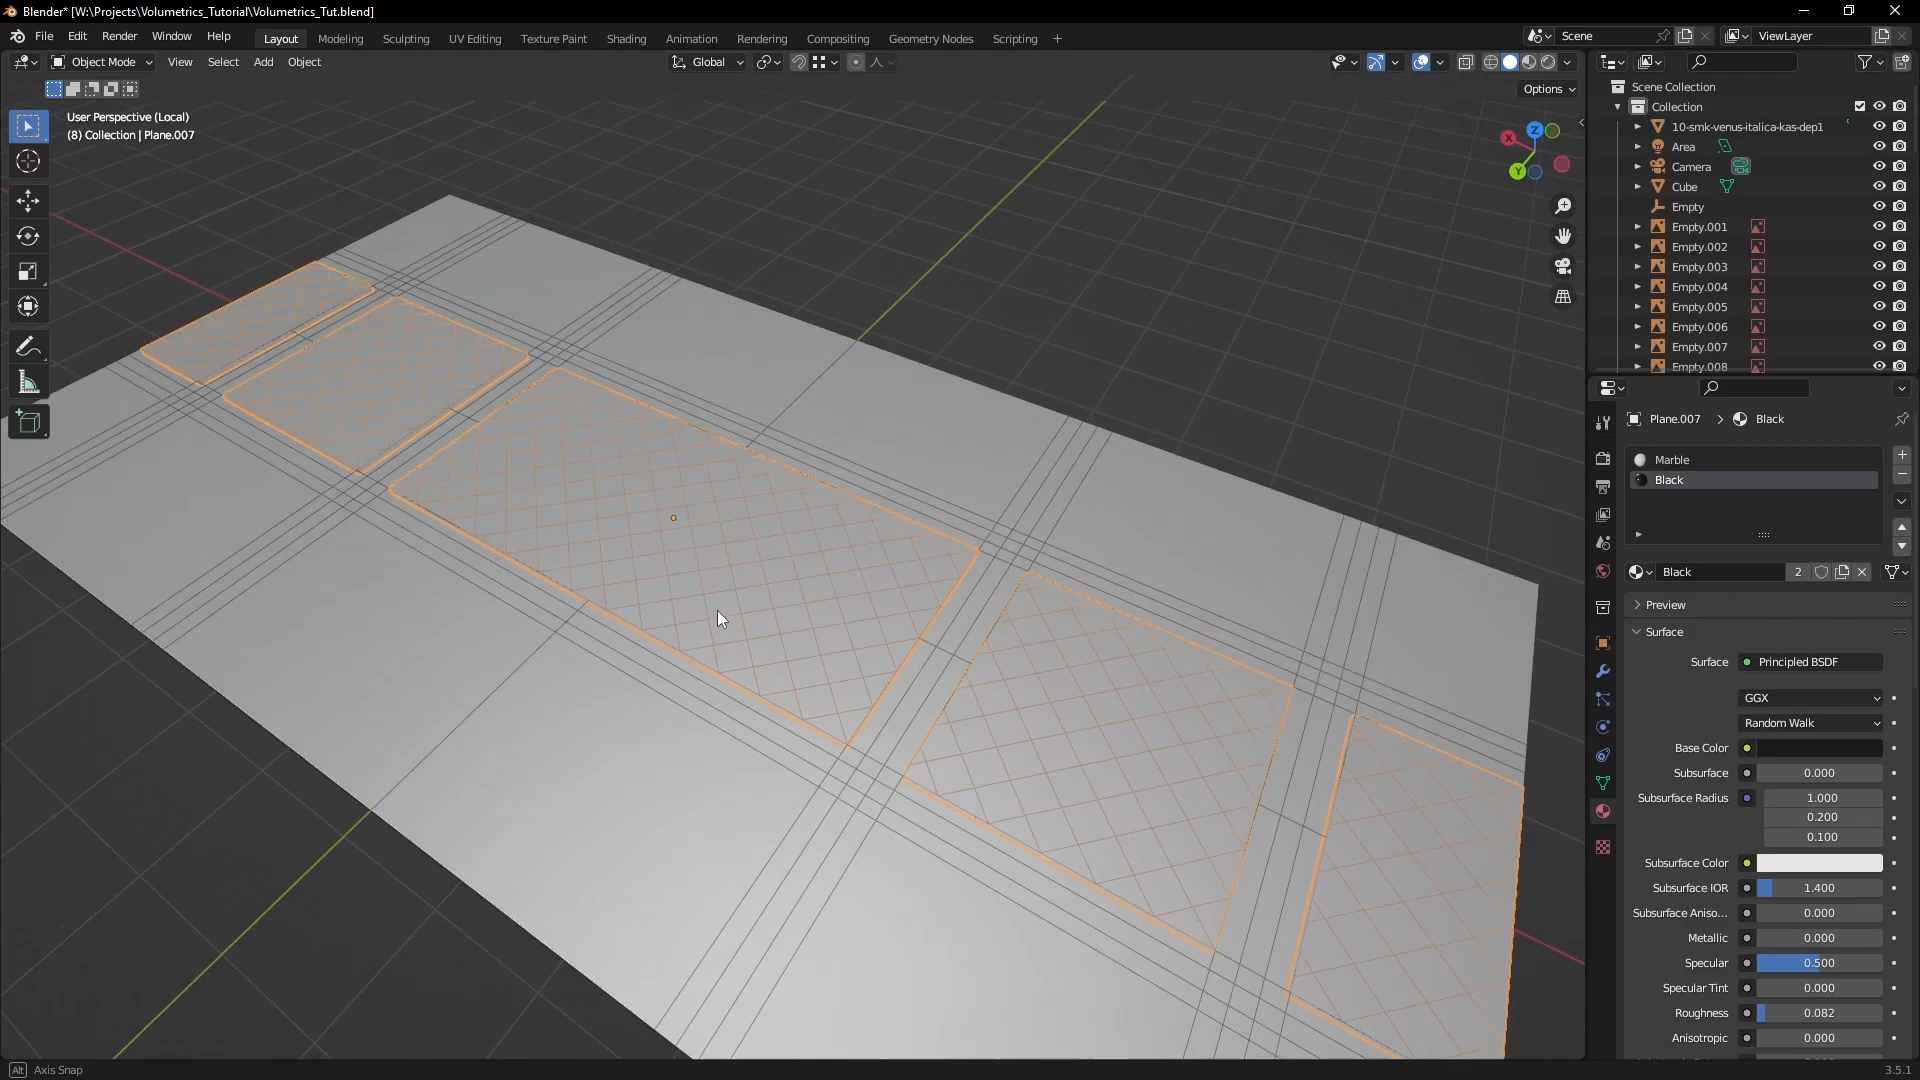 Blender* [W:\Projects\Volumetrics_Tutorial\Volumetrics_Tut.blend]
File Edit Render Window Help Layout Modeling Sculpting UV Editing Texture Paint Shading Animation Rendering Compositing Geometry Nodes Scripting + Scene ViewLayer
Object Mode View Select Add Object Global
Options
User Perspective (Local)
(8) Collection | Plane.007
X
Y
Z
Scene Collection
Collection
10-smk-venus-italica-kas-dep1
Area
Camera
Cube
Empty
Empty.001
Empty.002
Empty.003
Empty.004
Empty.005
Empty.006
Empty.007
Empty.008
Plane.007 > Black
Marble
Black
Black 2
Preview
Surface
Surface Principled BSDF
GGX
Random Walk
Base Color
Subsurface 0.000
Subsurface Radius 1.000
0.200
0.100
Subsurface Color
Subsurface IOR 1.400
Subsurface Aniso... 0.000
Metallic 0.000
Specular 0.500
Specular Tint 0.000
Roughness 0.082
Anisotropic 0.000
Alt Axis Snap
3.5.1